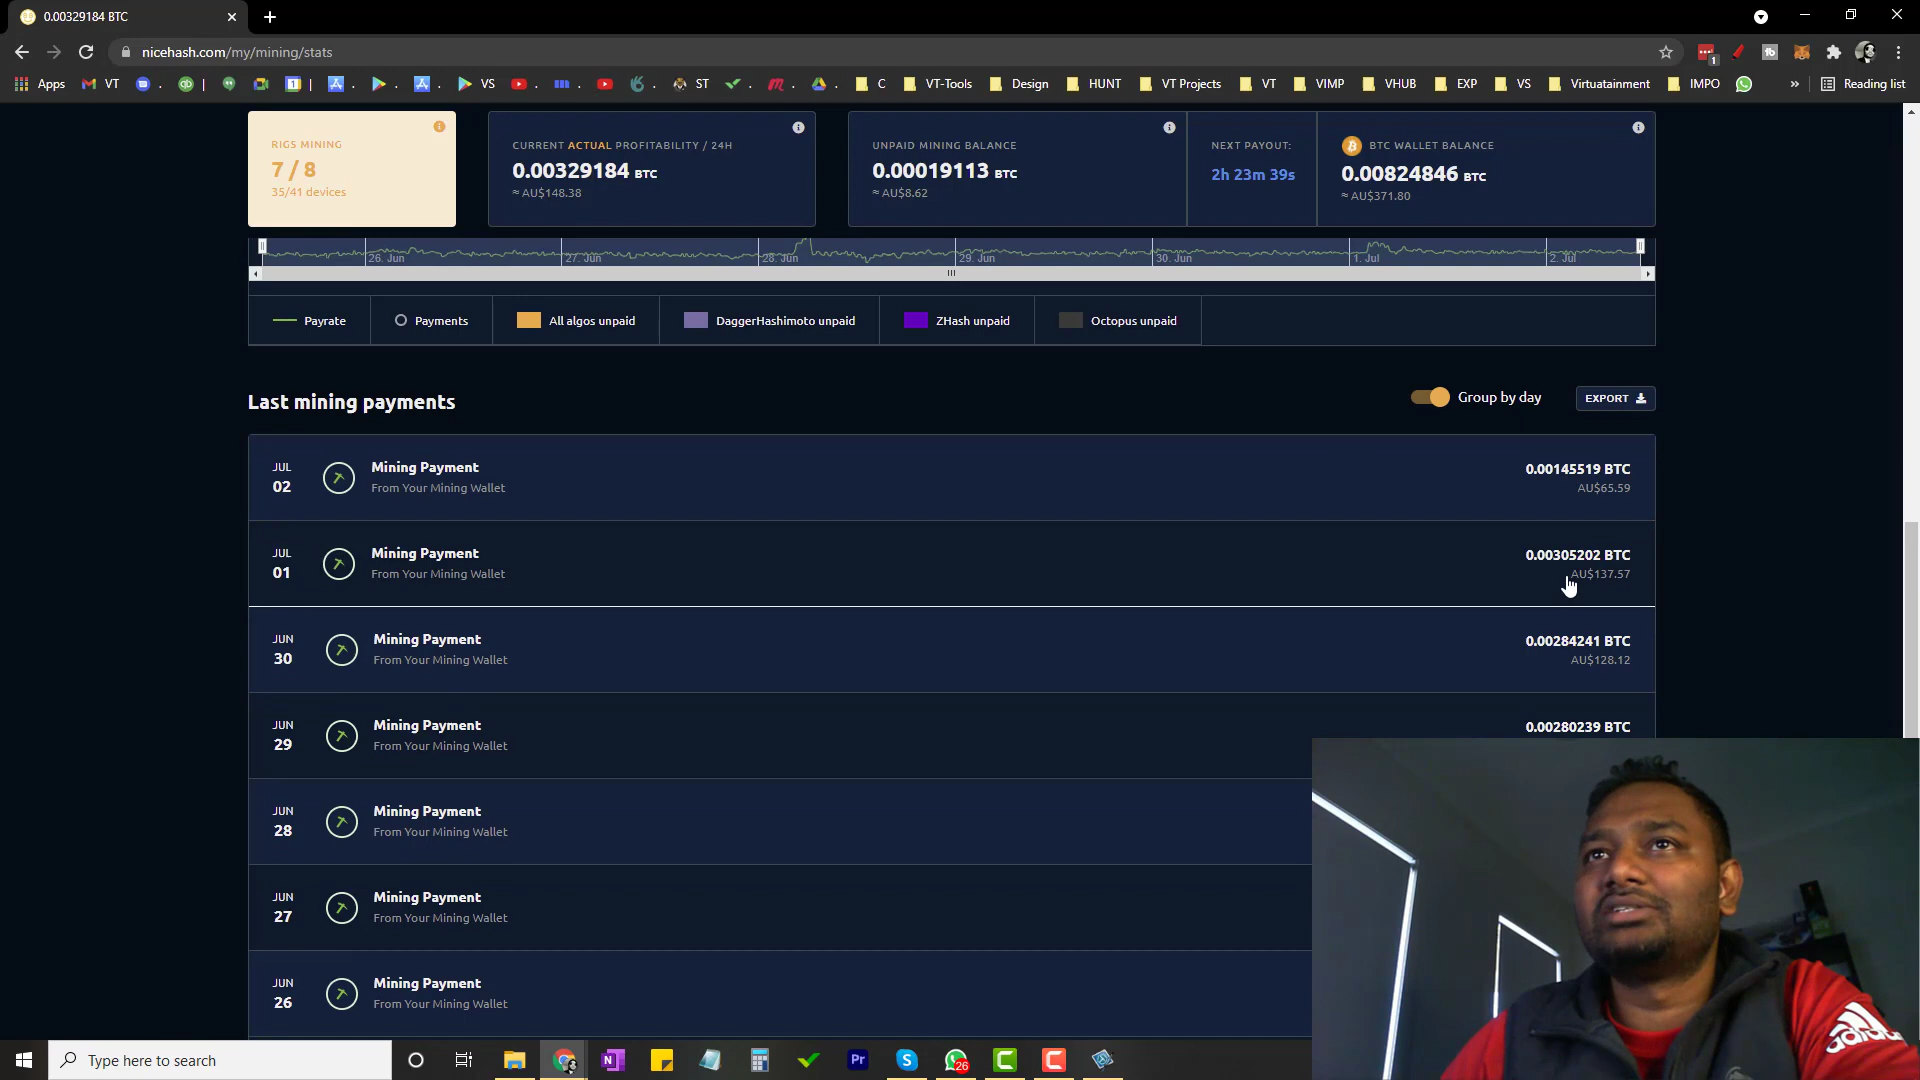 0.00329184 BTC
nicehash.com/my/mining/stats
1
Apps VT . . | 1 . . . VS . . . ST . . . C VT-Tools Design HUNT VT Projects VT VIMP VHUB EXP VS Virtuatainment IMPO » Reading list
RIGS MINING
7 / 8
35/41 devices
CURRENT ACTUAL PROFITABILITY / 24H
0.00329184 BTC
≈ AU$148.38
UNPAID MINING BALANCE
0.00019113 BTC
≈ AU$8.62
NEXT PAYOUT:
2h 23m 39s
BTC WALLET BALANCE
0.00824846 BTC
≈ AU$371.80
26. Jun 27. Jun 28. Jun 29. Jun 30. Jun 1. Jul 2. Jul
Payrate Payments All algos unpaid DaggerHashimoto unpaid ZHash unpaid Octopus unpaid
Last mining payments
Group by day
EXPORT
JUL 02
Mining Payment
From Your Mining Wallet
0.00145519 BTC
AU$65.59
JUL 01
Mining Payment
From Your Mining Wallet
0.00305202 BTC
AU$137.57
JUN 30
Mining Payment
From Your Mining Wallet
0.00284241 BTC
AU$128.12
JUN 29
Mining Payment
From Your Mining Wallet
0.00280239 BTC
JUN 28
Mining Payment
From Your Mining Wallet
JUN 27
Mining Payment
From Your Mining Wallet
JUN 26
Mining Payment
From Your Mining Wallet
adidas
Type here to search
N Pr S 26 C C